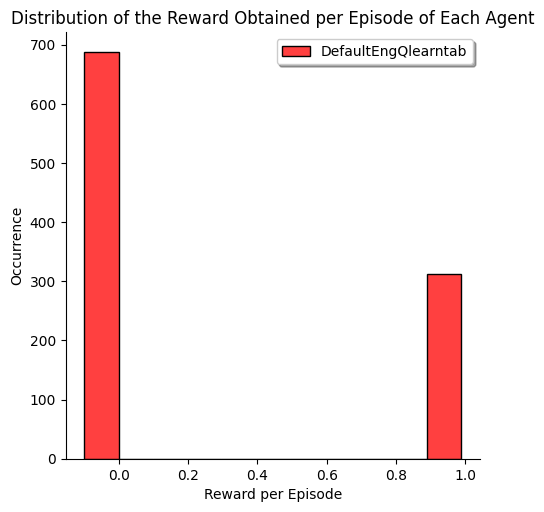 Distribution of the Reward Obtained per Episode of Each Agent
DefaultEngQlearntab
700
600
500
400
300
200
100
0
Occurrence
0.0 0.2 0.4 0.6 0.8 1.0
Reward per Episode